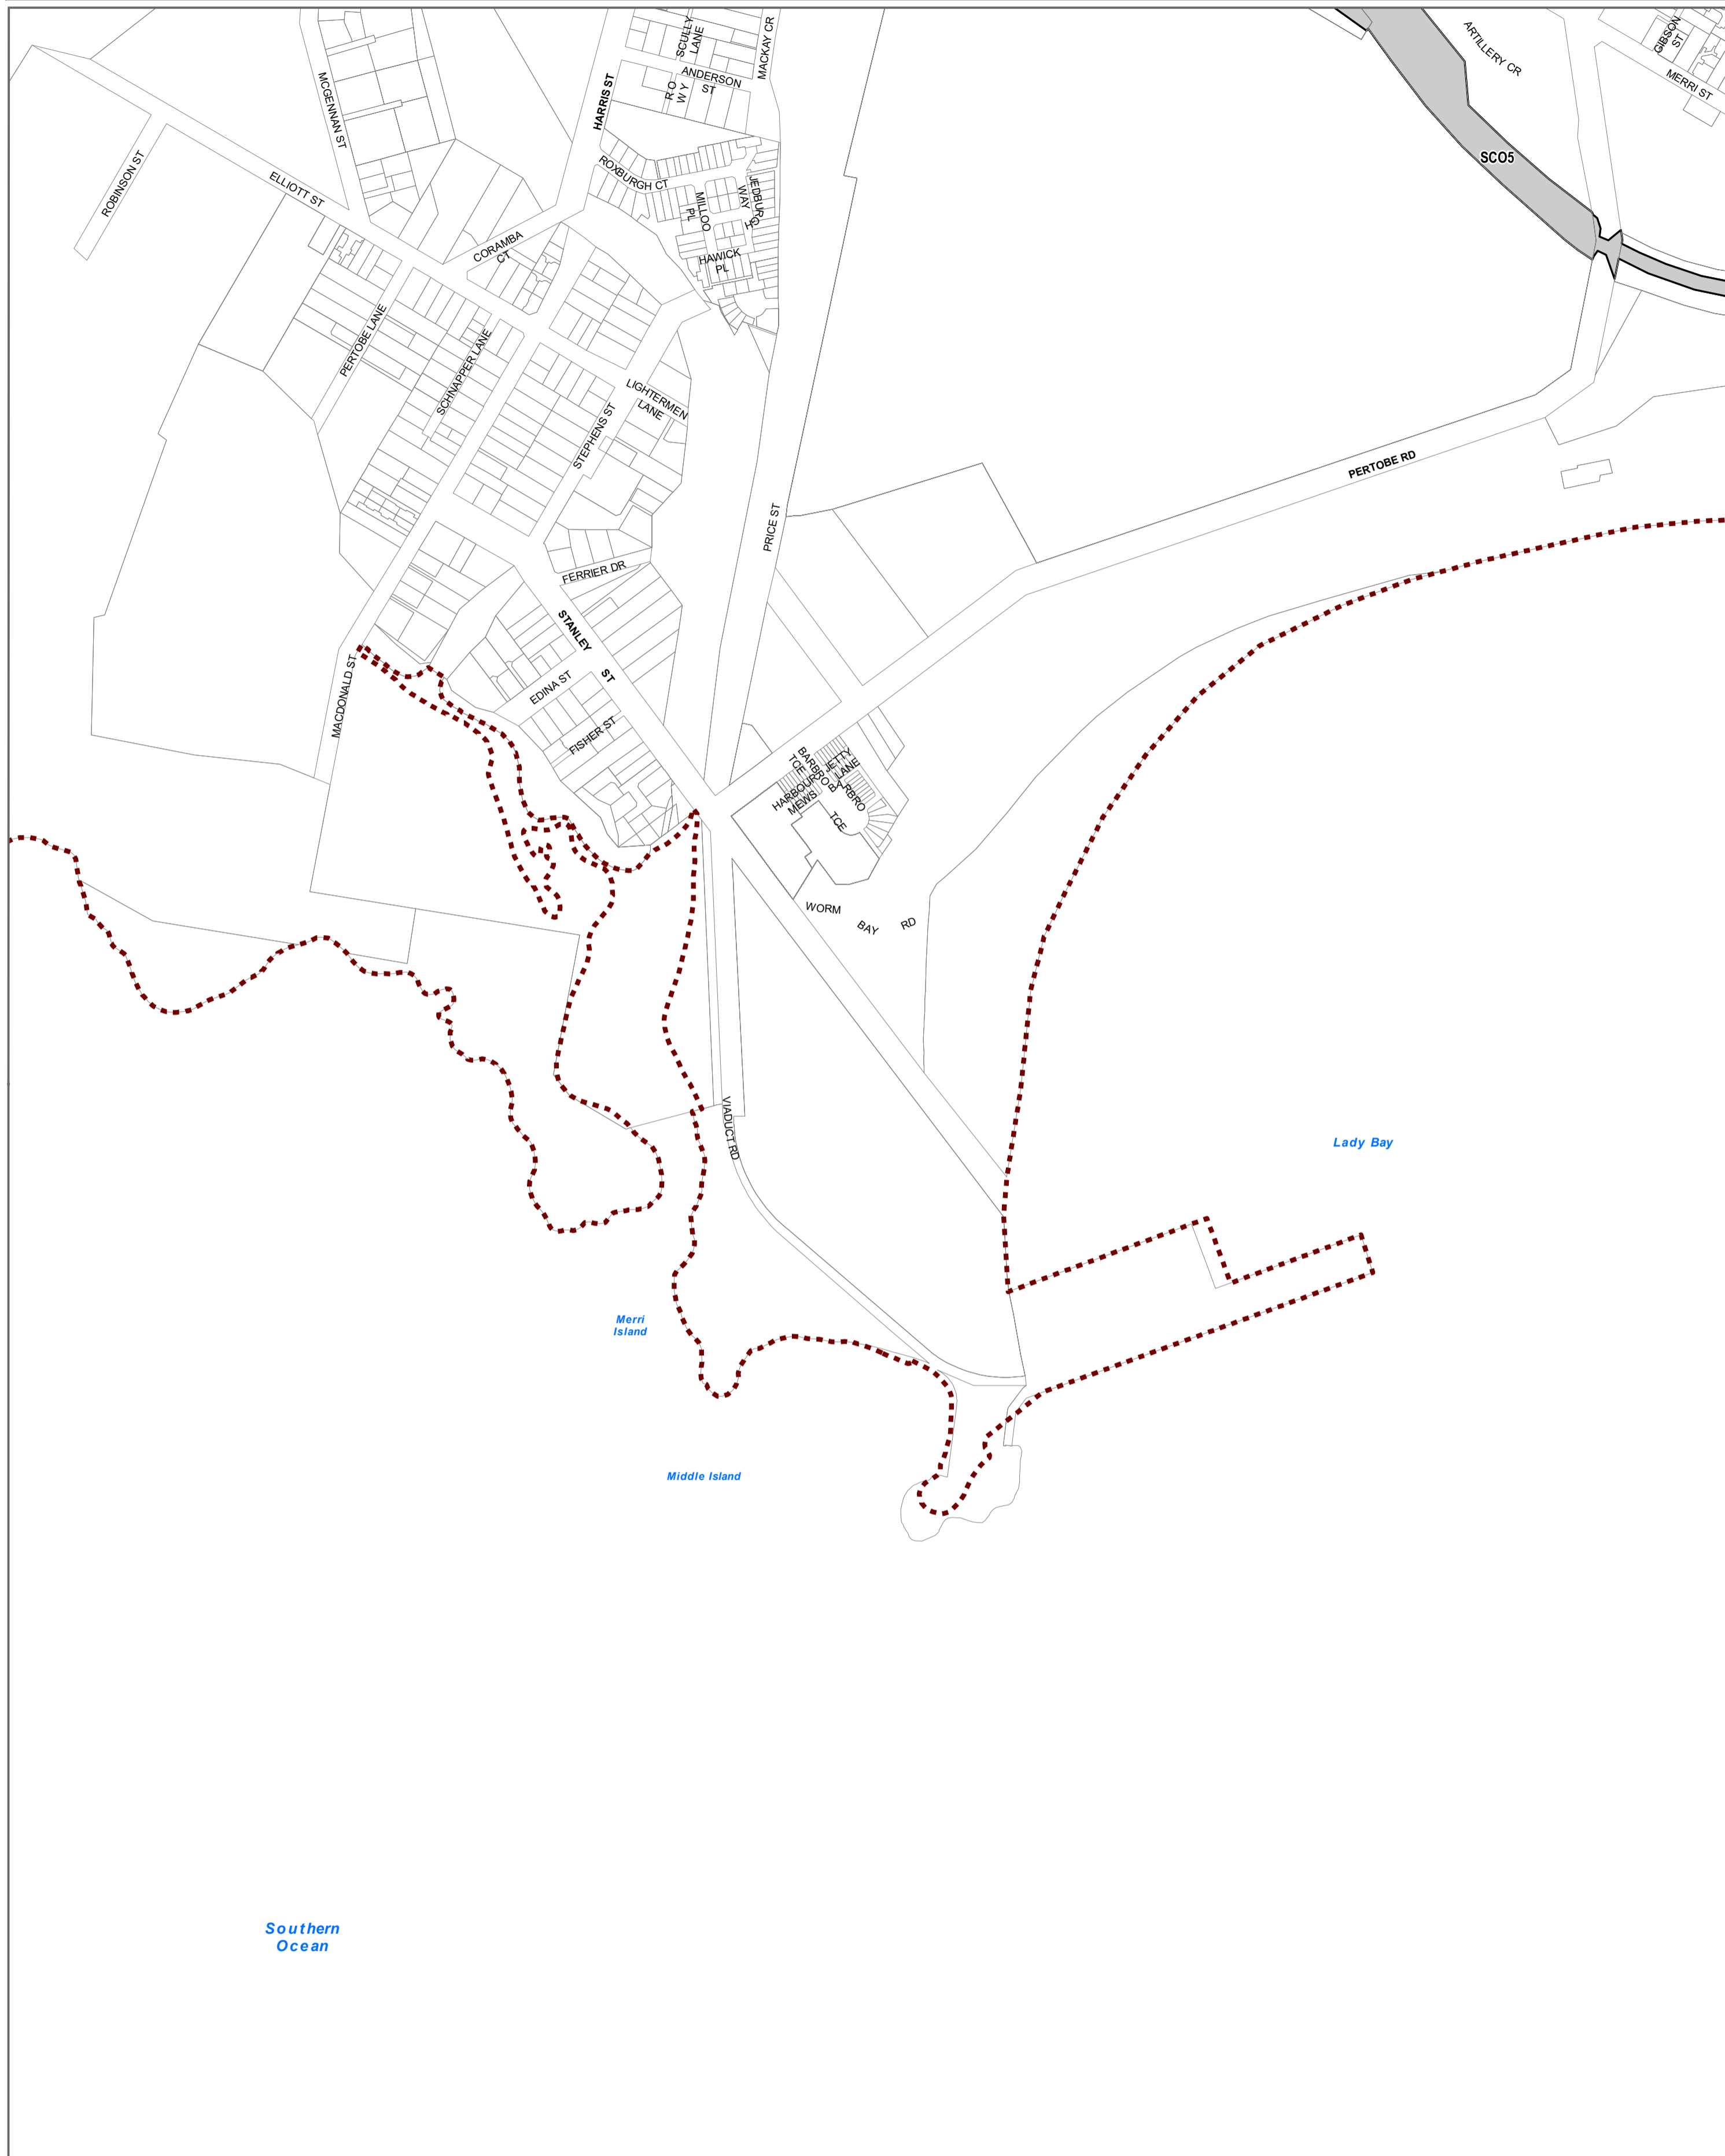 SCULLY
LANE
MACKAY CR
ARTILLERY CR
GIBSON
ST
MERRI ST
MCGENNAN ST
HARRIS ST
R O
W Y
ANDERSON
ST
SCO5
ROBINSON ST
ELLIOTT ST
ROXBURGH CT
MILLOO
PL
JEDBURGH
WAY
CORAMBA
CT
HAWICK
PL
PERTOBE LANE
SCHNAPPER LANE
LIGHTERMEN
LANE
STEPHENS ST
PERTOBE RD
PRICE ST
FERRIER DR
STANLEY
ST
MACDONALD ST
EDINA ST
FISHER ST
BARBRO
TCE
JETTY
LANE
HARBOUR
MEWS
BARBRO
TCE
WORM
BAY
RD
VIADUCT RD
Lady Bay
Merri
Island
Middle Island
Southern
Ocean